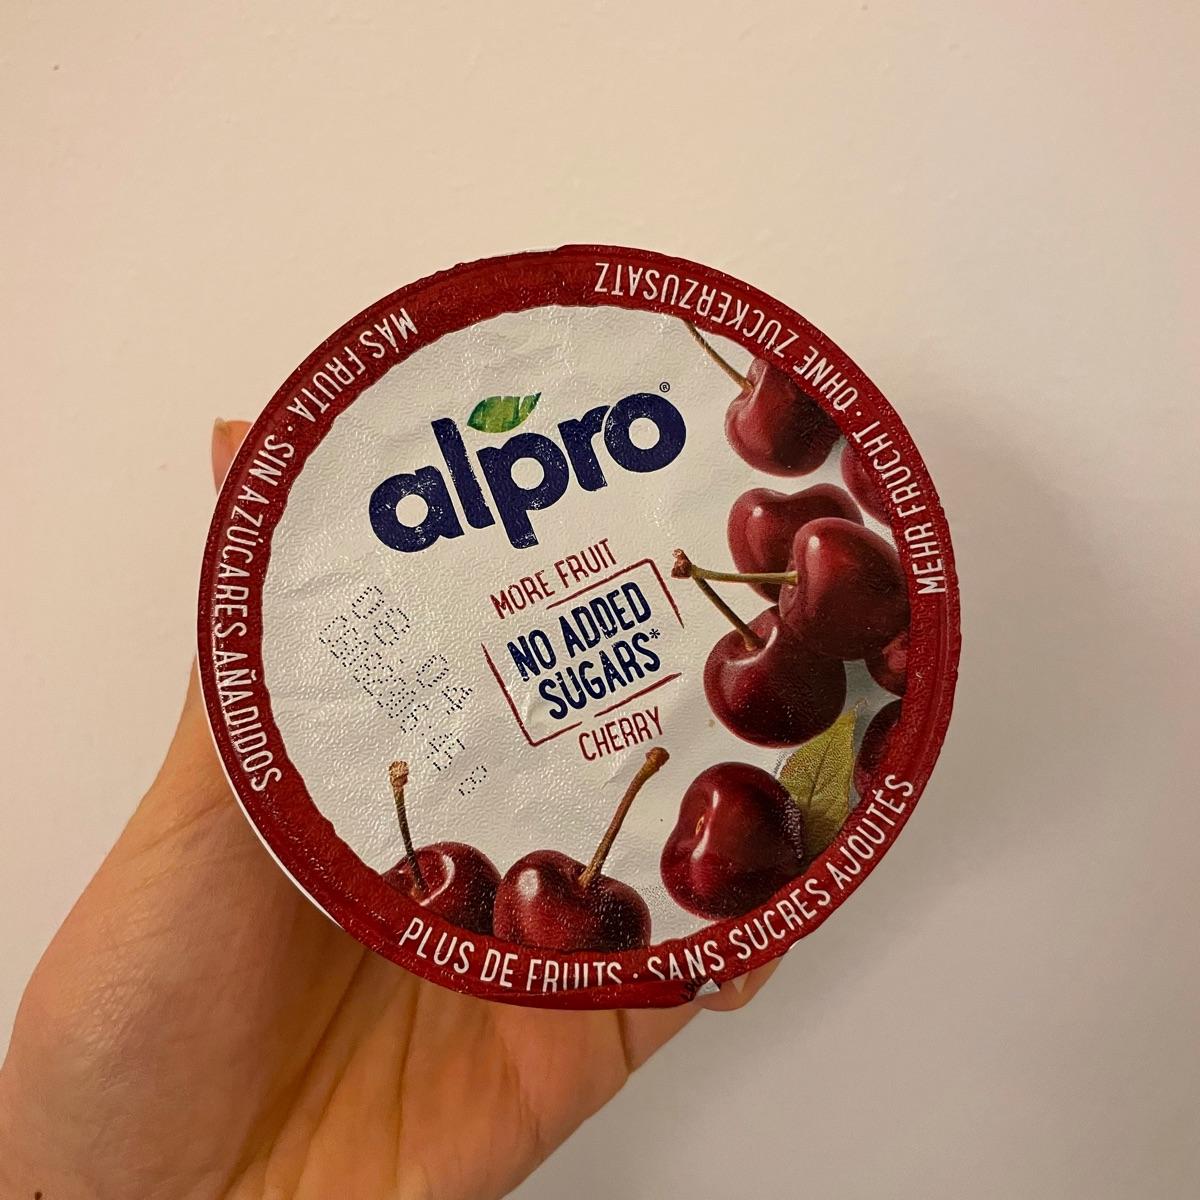 alpro®
MORE FRUIT
NO ADDED
SUGARS*
CHERRY
MÁS FRUTA · SIN AZÚCARES AÑADIDOS
MEHR FRUCHT · OHNE ZUCKERZUSATZ
PLUS DE FRUITS · SANS SUCRES AJOUTÉS